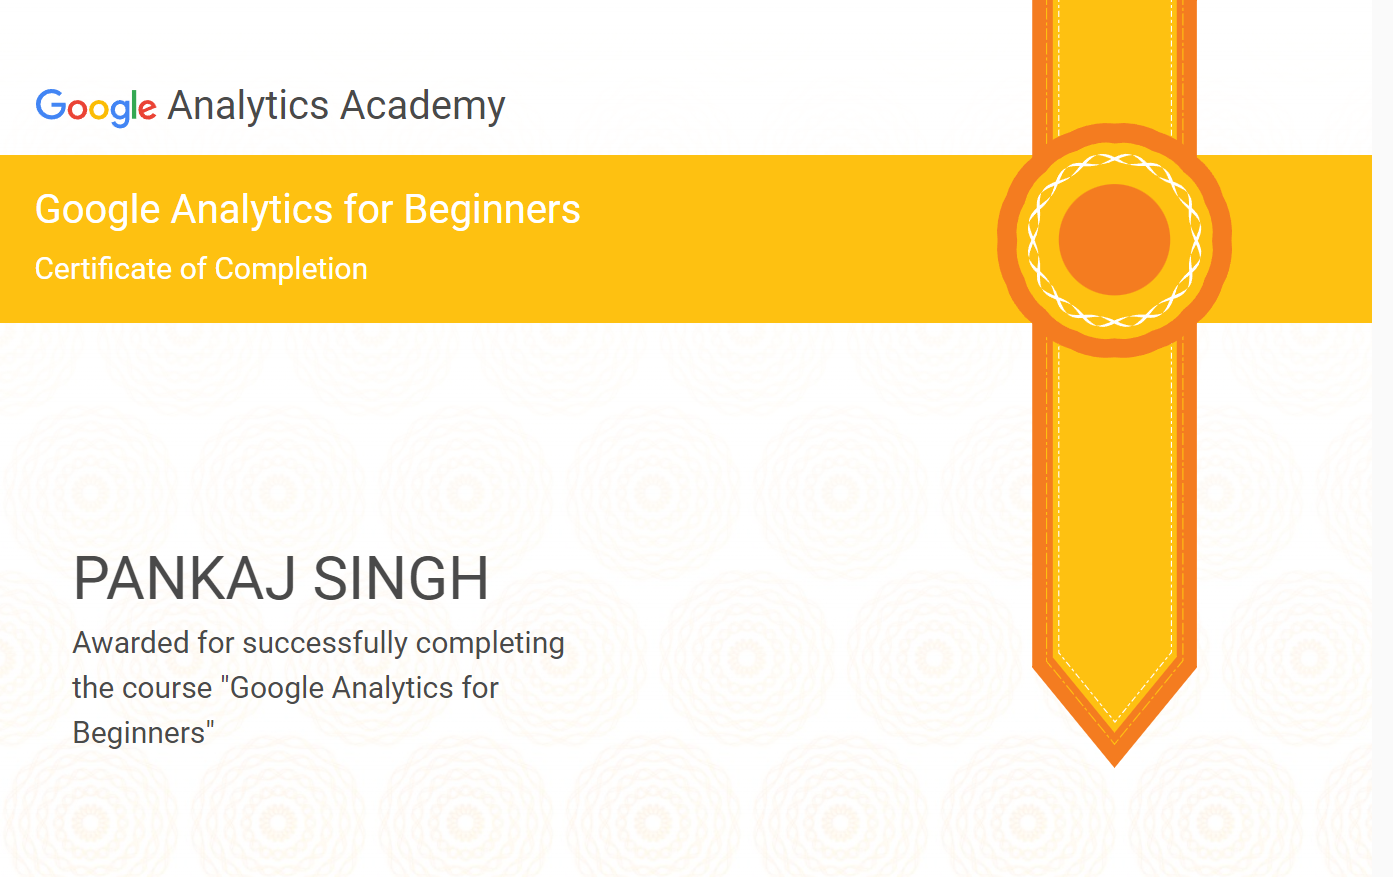 Google Analytics Academy
Google Analytics for Beginners
Certificate of Completion
PANKAJ SINGH
Awarded for successfully completing
the course "Google Analytics for
Beginners"